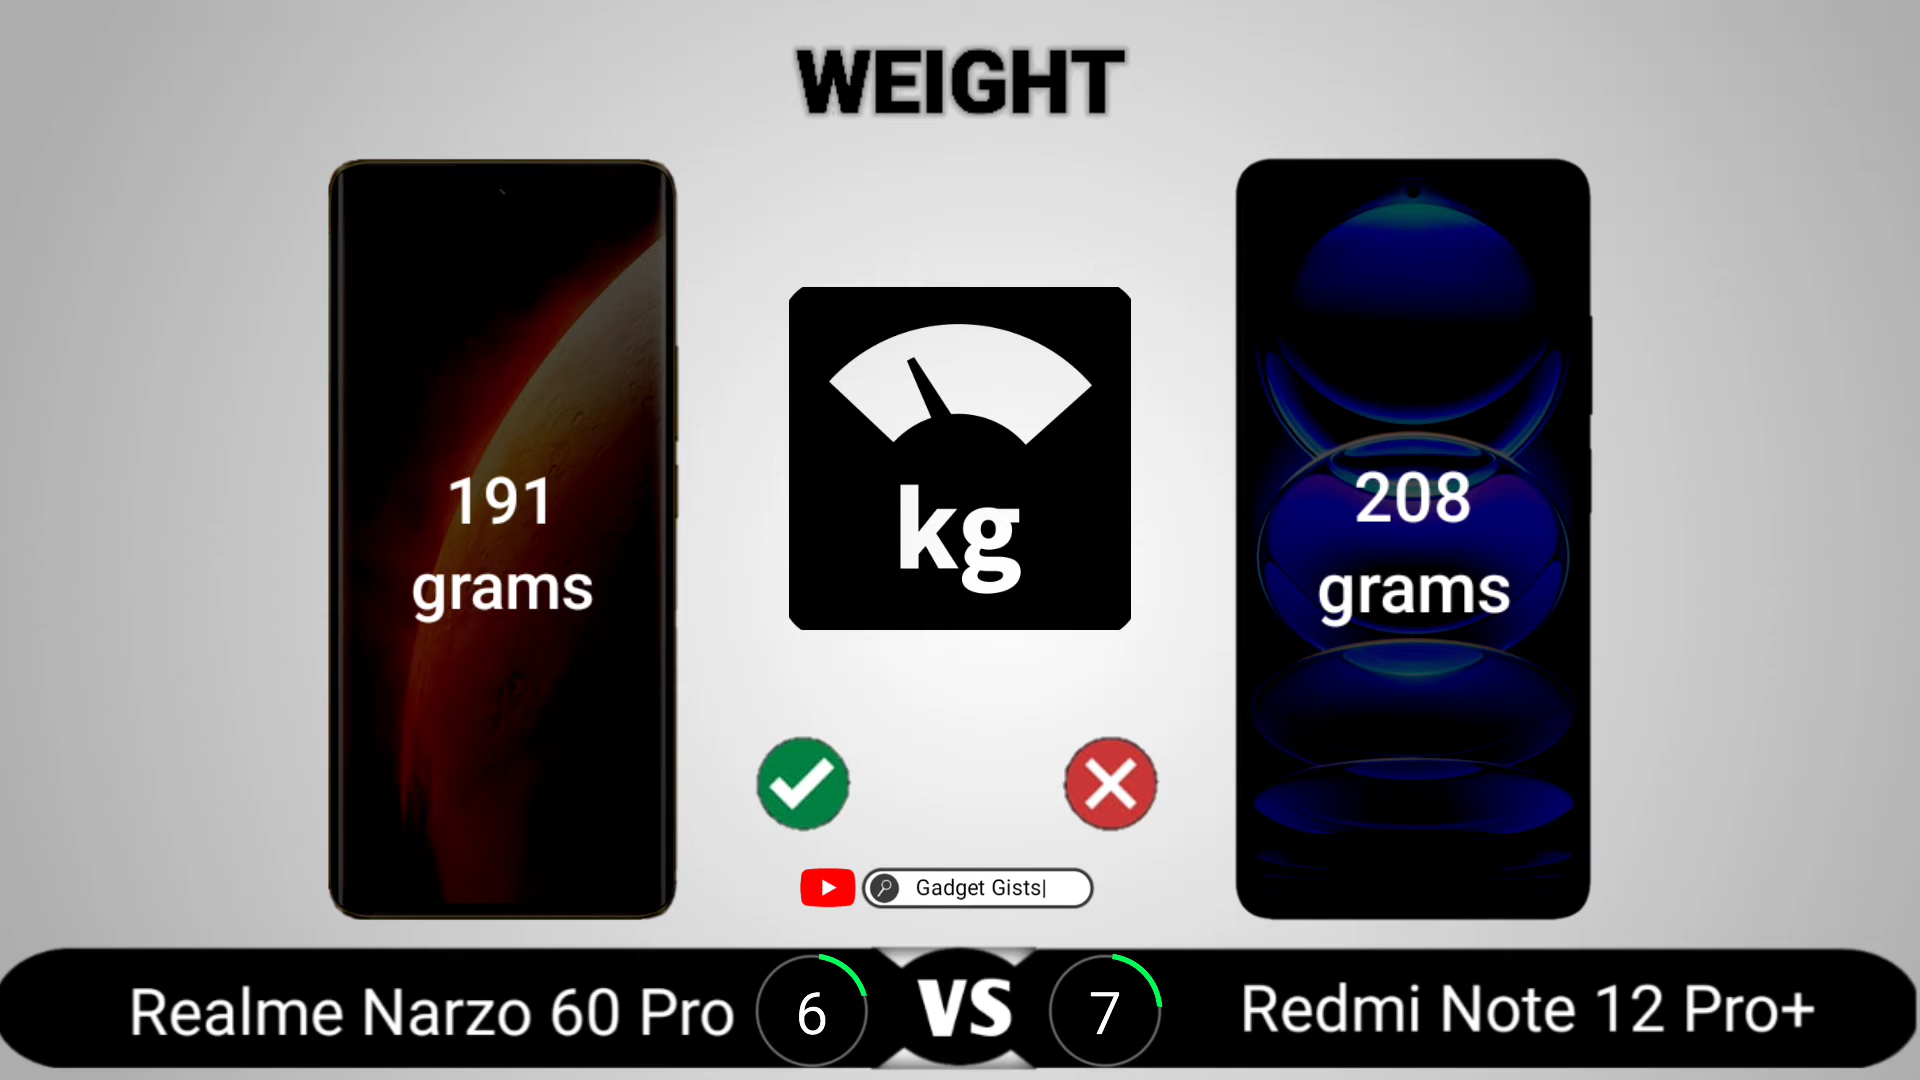 WEIGHT
191
grams
kg
208
grams
Gadget Gists|
Realme Narzo 60 Pro
6
VS
7
Redmi Note 12 Pro+